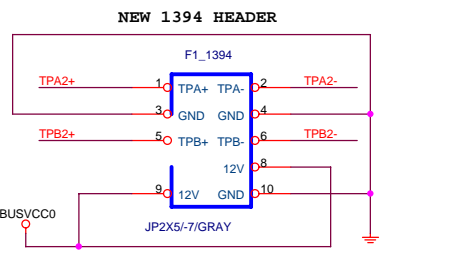 NEW 1394 HEADER
F1_1394
TPA2+ 1 TPA+ TPA- 2 TPA2-
3 GND GND 4
TPB2+ 5 TPB+ TPB- 6 TPB2-
12V 8
9 12V GND 10
BUSVCC0
JP2X5/-7/GRAY